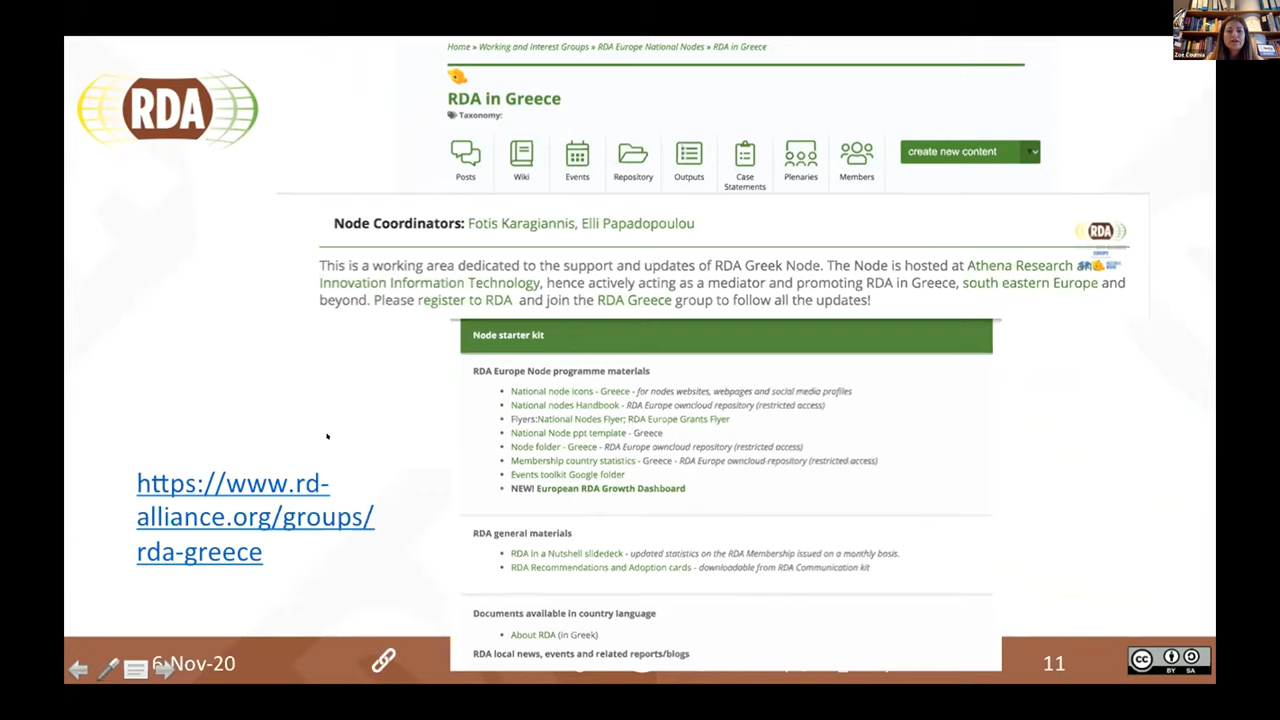 Home » Working and Interest Groups » RDA Europe National Nodes » RDA in Greece
RDA
RDA in Greece
Taxonomy:
Posts
Wiki
Events
Repository
Outputs
Case
Statements
Plenaries
Members
create new content
Node Coordinators: Fotis Karagiannis, Elli Papadopoulou
RDA
This is a working area dedicated to the support and updates of RDA Greek Node. The Node is hosted at Athena Research and
Innovation Information Technology, hence actively acting as a mediator and promoting RDA in Greece, south eastern Europe and
beyond. Please register to RDA and join the RDA Greece group to follow all the updates!
Node starter kit
RDA Europe Node programme materials
• National node icons - Greece - for nodes websites, webpages and social media profiles
• National nodes Handbook - RDA Europe owncloud repository (restricted access)
• Flyers:National Nodes Flyer; RDA Europe Grants Flyer
• National Node ppt template - Greece
• Node folder - Greece - RDA Europe owncloud repository (restricted access)
• Membership country statistics - Greece - RDA Europe owncloud repository (restricted access)
• Events toolkit Google folder
• NEW! European RDA Growth Dashboard
RDA general materials
• RDA in a Nutshell slidedeck - updated statistics on the RDA Membership issued on a monthly basis.
• RDA Recommendations and Adoption cards - downloadable from RDA Communication kit
Documents available in country language
• About RDA (in Greek)
RDA local news, events and related reports/blogs
https://www.rd-
alliance.org/groups/
rda-greece
6-Nov-20
11
cc
BY SA
Zoe Cournia